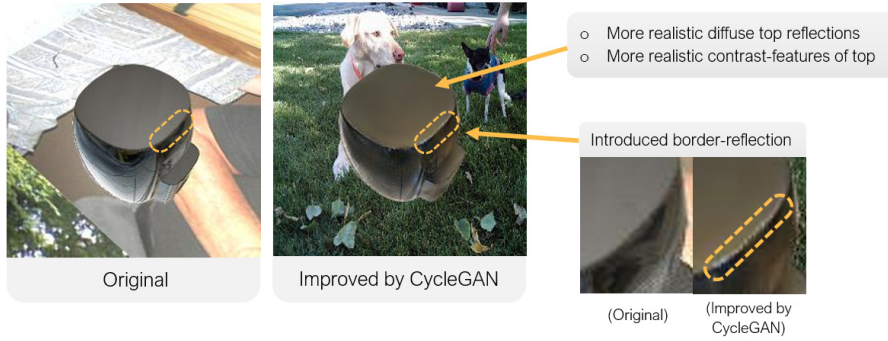 o More realistic diffuse top reflections
o More realistic contrast-features of top
Introduced border-reflection
Original
Improved by CycleGAN
(Original)
(Improved by
CycleGAN)